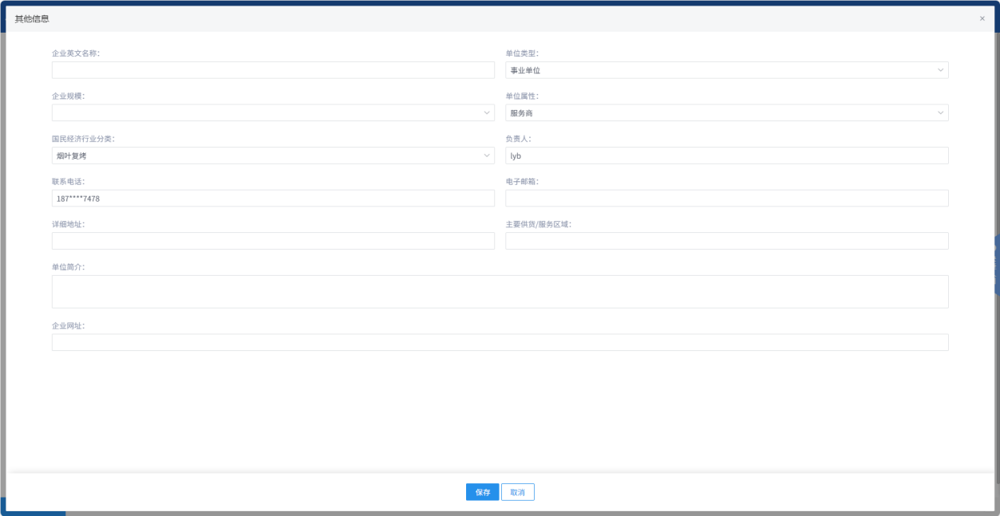 其他信息
×
企业英文名称：
单位类型：
事业单位
企业规模：
单位属性：
服务商
国民经济行业分类：
烟叶复烤
负责人：
lyb
联系电话：
187****7478
电子邮箱：
详细地址：
主要供货/服务区域：
单位简介：
企业网址：
保存
取消